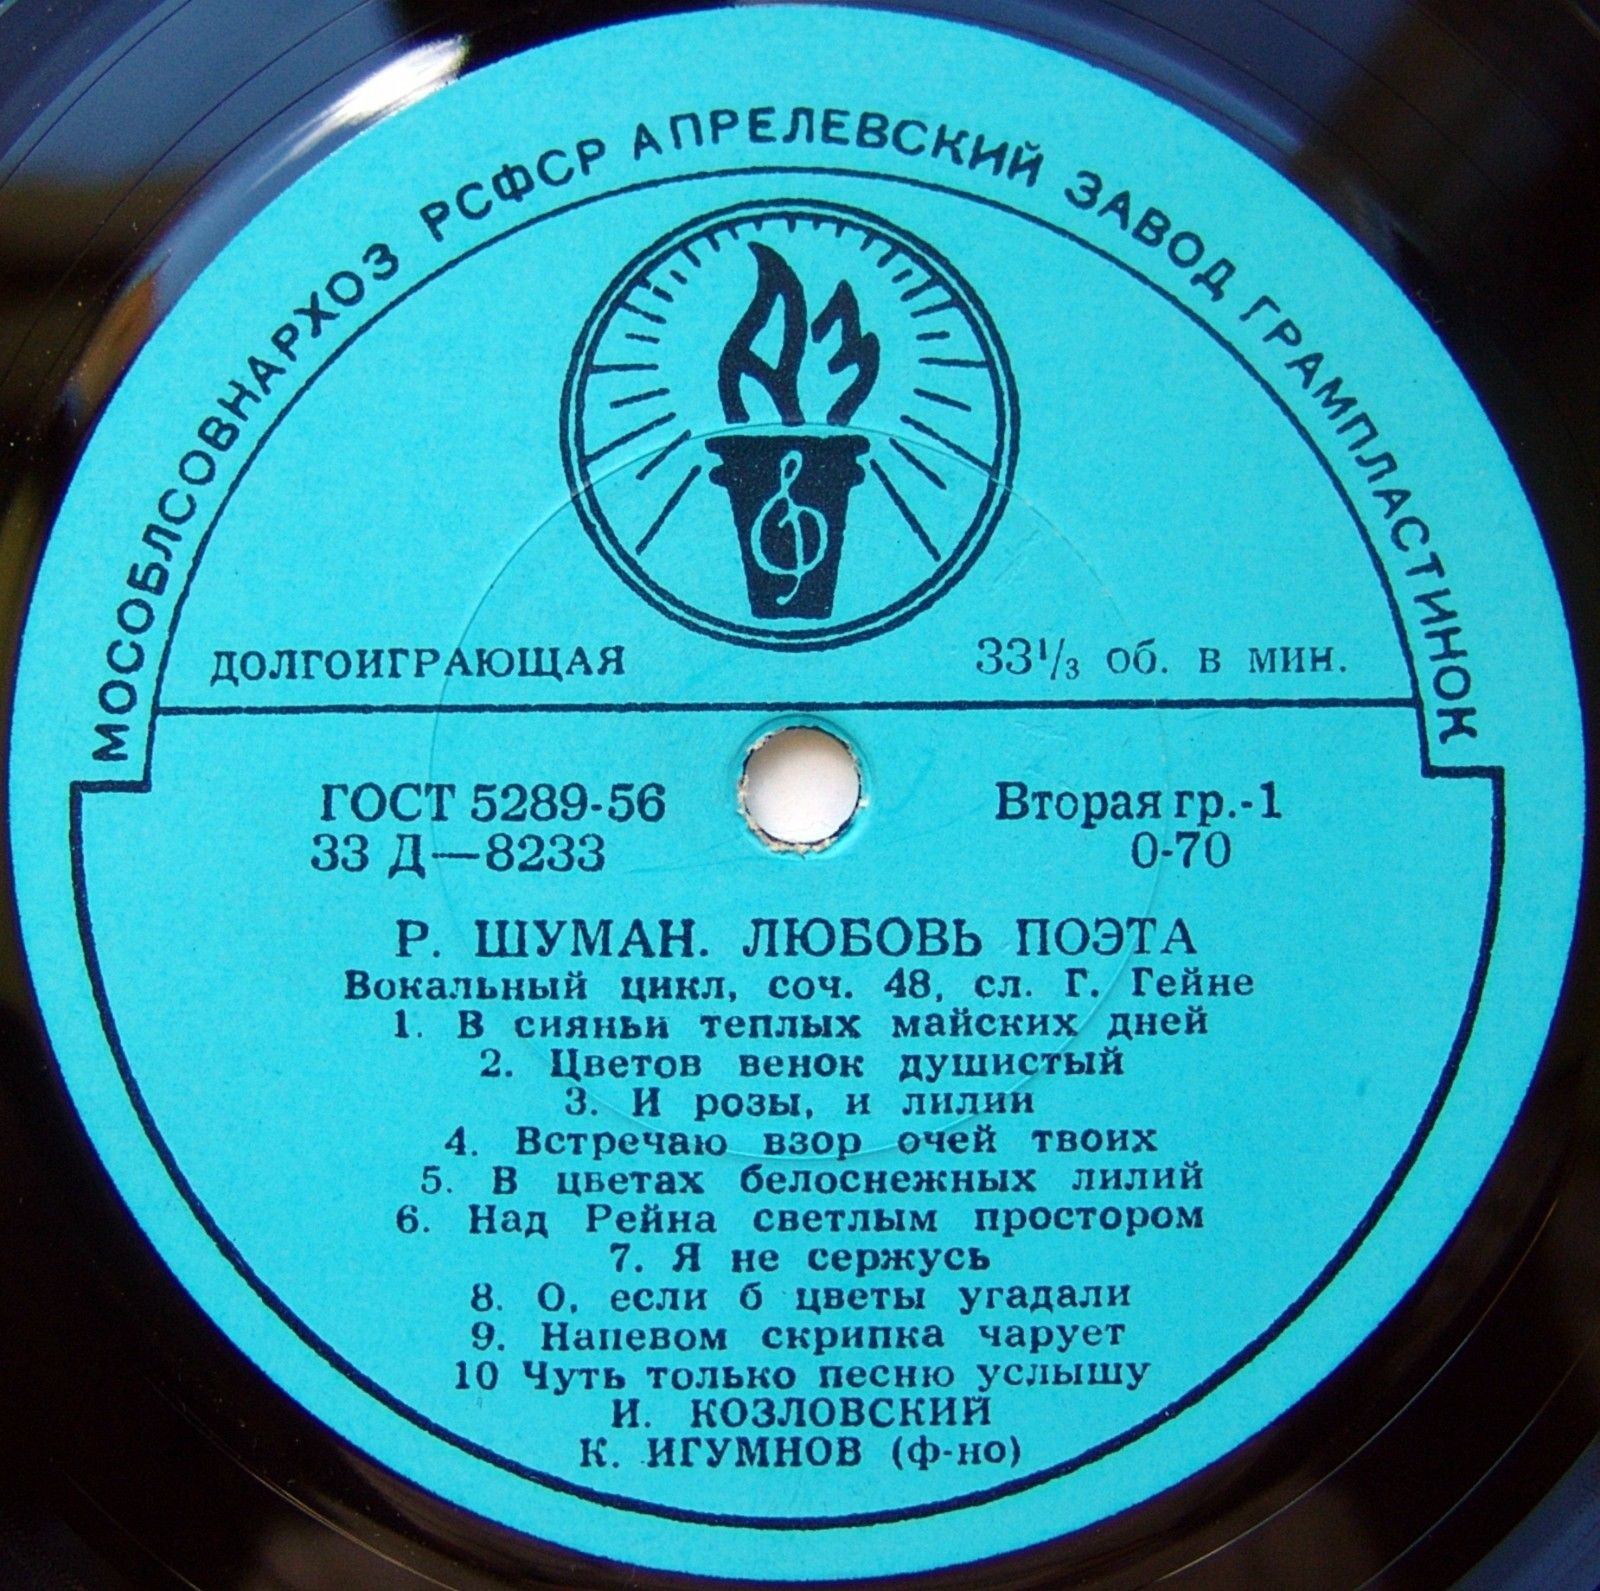 МОСОБЛСОВНАРХОЗ РСФСР АПРЕЛЕВСКИЙ ЗАВОД ГРАМПЛАСТИНОК
АЗ
ДОЛГОИГРАЮЩАЯ 33⅓ об. в мин.
ГОСТ 5289-56 Вторая гр.-1
33 Д—8233 0-70
Р. ШУМАН. ЛЮБОВЬ ПОЭТА
Вокальный цикл, соч. 48, сл. Г. Гейне
1. В сияньи теплых майских дней
2. Цветов венок душистый
3. И розы, и лилии
4. Встречаю взор очей твоих
5. В цветах белоснежных лилий
6. Над Рейна светлым простором
7. Я не сержусь
8. О, если б цветы угадали
9. Напевом скрипка чарует
10 Чуть только песню услышу
И. КОЗЛОВСКИЙ
К. ИГУМНОВ (ф-но)